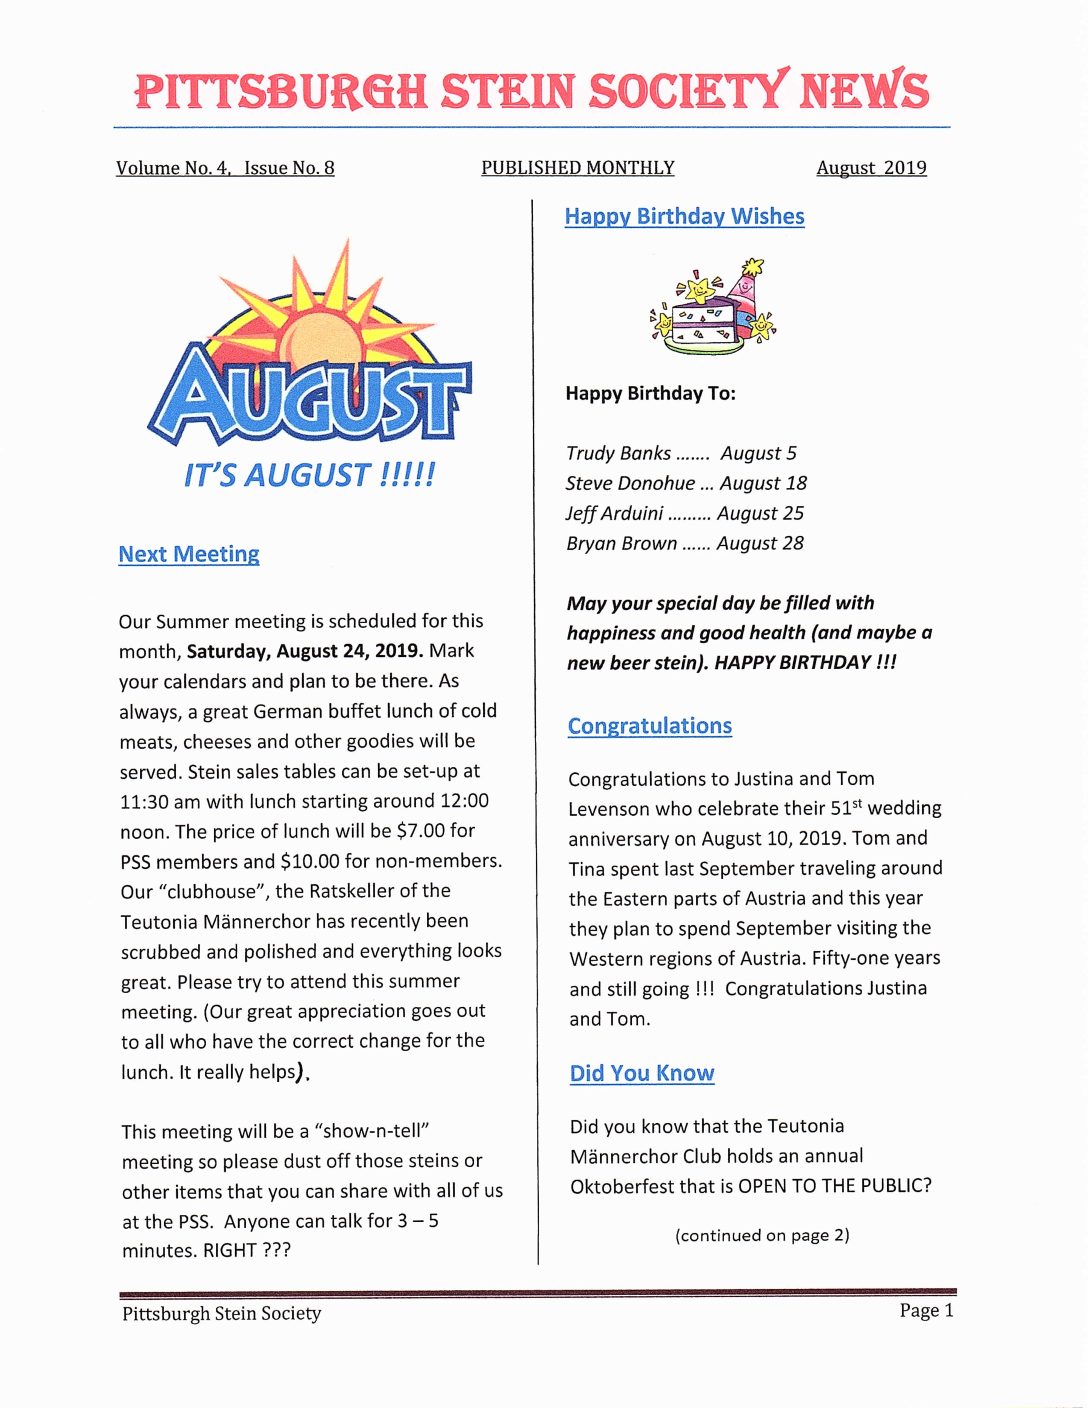 PITTSBURGH STEIN SOCIETY NEWS
Volume No. 4, Issue No. 8 PUBLISHED MONTHLY August 2019
AUGUST
IT'S AUGUST !!!!!
Next Meeting
Our Summer meeting is scheduled for this
month, Saturday, August 24, 2019. Mark
your calendars and plan to be there. As
always, a great German buffet lunch of cold
meats, cheeses and other goodies will be
served. Stein sales tables can be set-up at
11:30 am with lunch starting around 12:00
noon. The price of lunch will be $7.00 for
PSS members and $10.00 for non-members.
Our "clubhouse", the Ratskeller of the
Teutonia Männerchor has recently been
scrubbed and polished and everything looks
great. Please try to attend this summer
meeting. (Our great appreciation goes out
to all who have the correct change for the
lunch. It really helps).
This meeting will be a "show-n-tell"
meeting so please dust off those steins or
other items that you can share with all of us
at the PSS. Anyone can talk for 3 – 5
minutes. RIGHT ???
Happy Birthday Wishes
Happy Birthday To:
Trudy Banks ....... August 5
Steve Donohue ... August 18
Jeff Arduini ......... August 25
Bryan Brown ...... August 28
May your special day be filled with
happiness and good health (and maybe a
new beer stein). HAPPY BIRTHDAY !!!
Congratulations
Congratulations to Justina and Tom
Levenson who celebrate their 51st wedding
anniversary on August 10, 2019. Tom and
Tina spent last September traveling around
the Eastern parts of Austria and this year
they plan to spend September visiting the
Western regions of Austria. Fifty-one years
and still going !!! Congratulations Justina
and Tom.
Did You Know
Did you know that the Teutonia
Männerchor Club holds an annual
Oktoberfest that is OPEN TO THE PUBLIC?
(continued on page 2)
Pittsburgh Stein Society Page 1